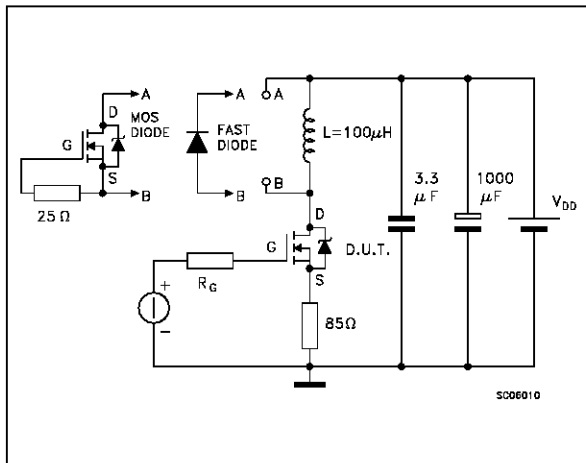 A
D
MOS
DIODE
G
S
B
25 Ω
A
FAST
DIODE
B
A
L=100μH
B
D
G
D.U.T.
S
RG
+
−
85Ω
3.3
μF
1000
μF
VDD
SC06010